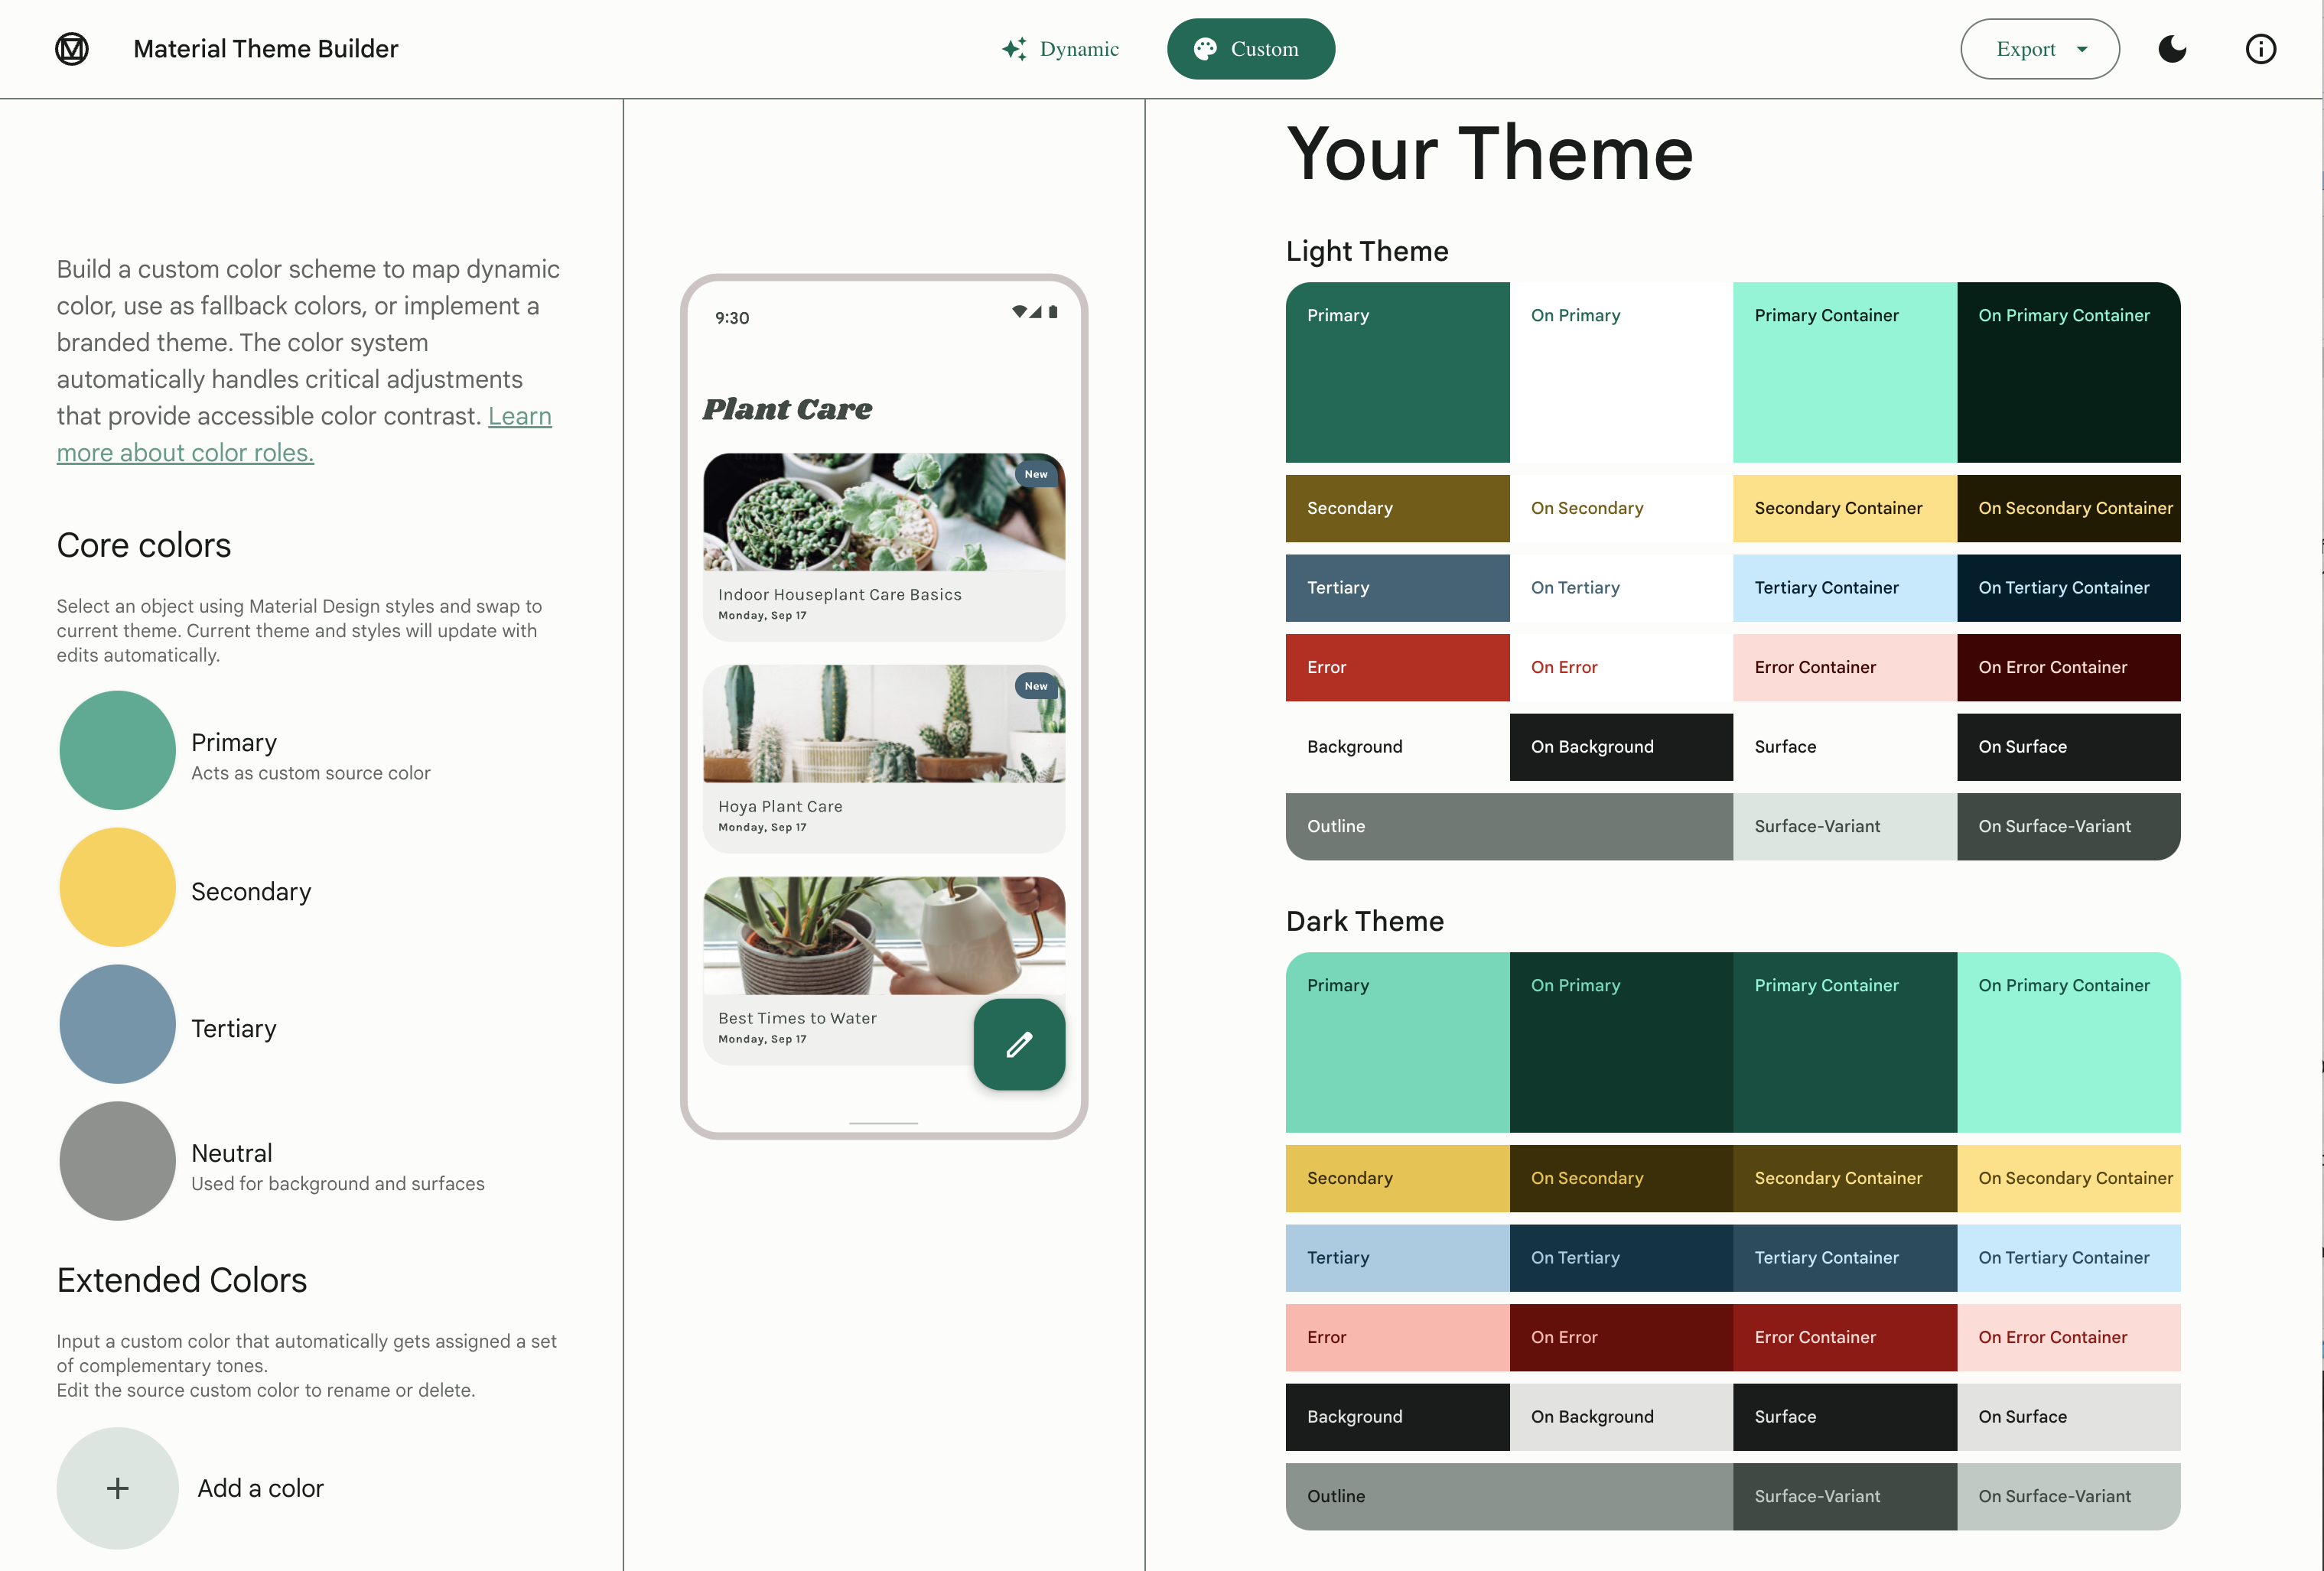 Material Theme Builder
Dynamic
Custom
Export
Build a custom color scheme to map dynamic
color, use as fallback colors, or implement a
branded theme. The color system
automatically handles critical adjustments
that provide accessible color contrast. Learn
more about color roles.
Core colors
Select an object using Material Design styles and swap to
current theme. Current theme and styles will update with
edits automatically.
Primary
Acts as custom source color
Secondary
Tertiary
Neutral
Used for background and surfaces
Extended Colors
Input a custom color that automatically gets assigned a set
of complementary tones.
Edit the source custom color to rename or delete.
+
Add a color
9:30
Plant Care
New
Indoor Houseplant Care Basics
Monday, Sep 17
New
Hoya Plant Care
Monday, Sep 17
Best Times to Water
Monday, Sep 17
Your Theme
Light Theme
Primary On Primary Primary Container On Primary Container
Secondary On Secondary Secondary Container On Secondary Container
Tertiary On Tertiary Tertiary Container On Tertiary Container
Error On Error Error Container On Error Container
Background On Background Surface On Surface
Outline Surface-Variant On Surface-Variant
Dark Theme
Primary On Primary Primary Container On Primary Container
Secondary On Secondary Secondary Container On Secondary Container
Tertiary On Tertiary Tertiary Container On Tertiary Container
Error On Error Error Container On Error Container
Background On Background Surface On Surface
Outline Surface-Variant On Surface-Variant